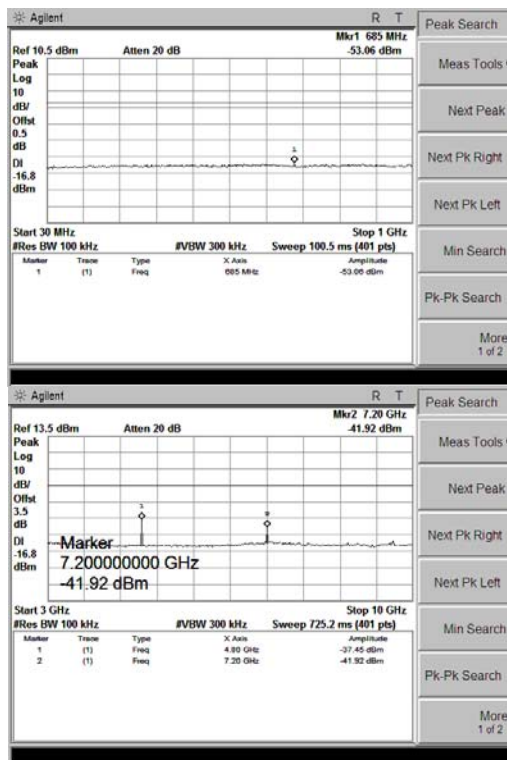 Agilent R T
Peak Search
Mkr1 685 MHz
Ref 10.5 dBm Atten 20 dB -53.06 dBm
Peak
Log
10
dB/
Offst
0.5
dB
DI
-16.8
dBm
1
Start 30 MHz Stop 1 GHz
#Res BW 100 kHz #VBW 300 kHz Sweep 100.5 ms (401 pts)
Marker Trace Type X Axis Amplitude
1 (1) Freq 685 MHz -53.06 dBm
Meas Tools
Next Peak
Next Pk Right
Next Pk Left
Min Search
Pk-Pk Search
More
1 of 2
Agilent R T
Peak Search
Mkr2 7.20 GHz
Ref 13.5 dBm Atten 20 dB -41.92 dBm
Peak
Log
10
dB/
Offst
3.5
dB
DI
-16.8
dBm
1
Marker
7.200000000 GHz
-41.92 dBm
Start 3 GHz Stop 10 GHz
#Res BW 100 kHz #VBW 300 kHz Sweep 725.2 ms (401 pts)
Marker Trace Type X Axis Amplitude
1 (1) Freq 4.80 GHz -37.45 dBm
2 (1) Freq 7.20 GHz -41.92 dBm
Meas Tools
Next Peak
Next Pk Right
Next Pk Left
Min Search
Pk-Pk Search
More
1 of 2